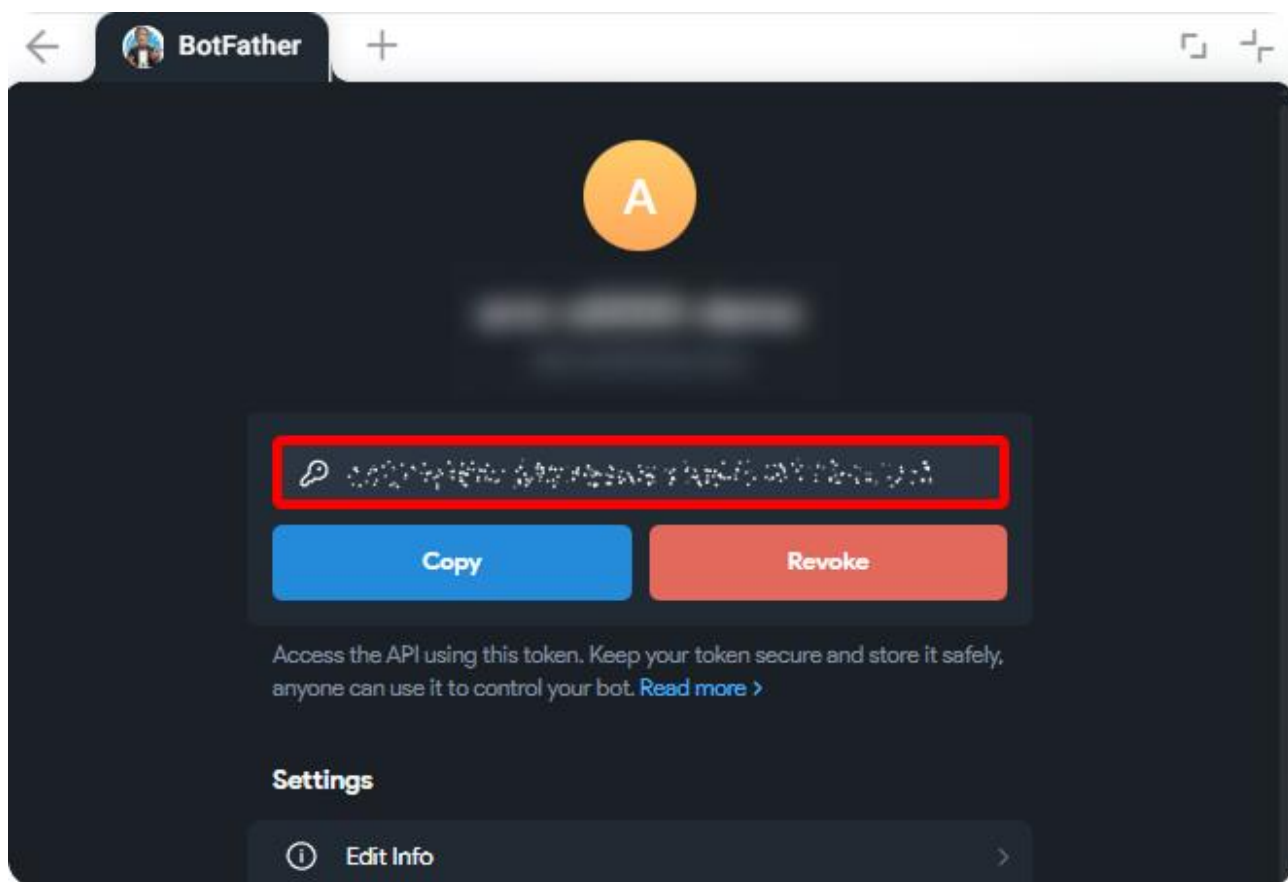 BotFather
A
Copy
Revoke
Access the API using this token. Keep your token secure and store it safely,
anyone can use it to control your bot. Read more >
Settings
Edit Info